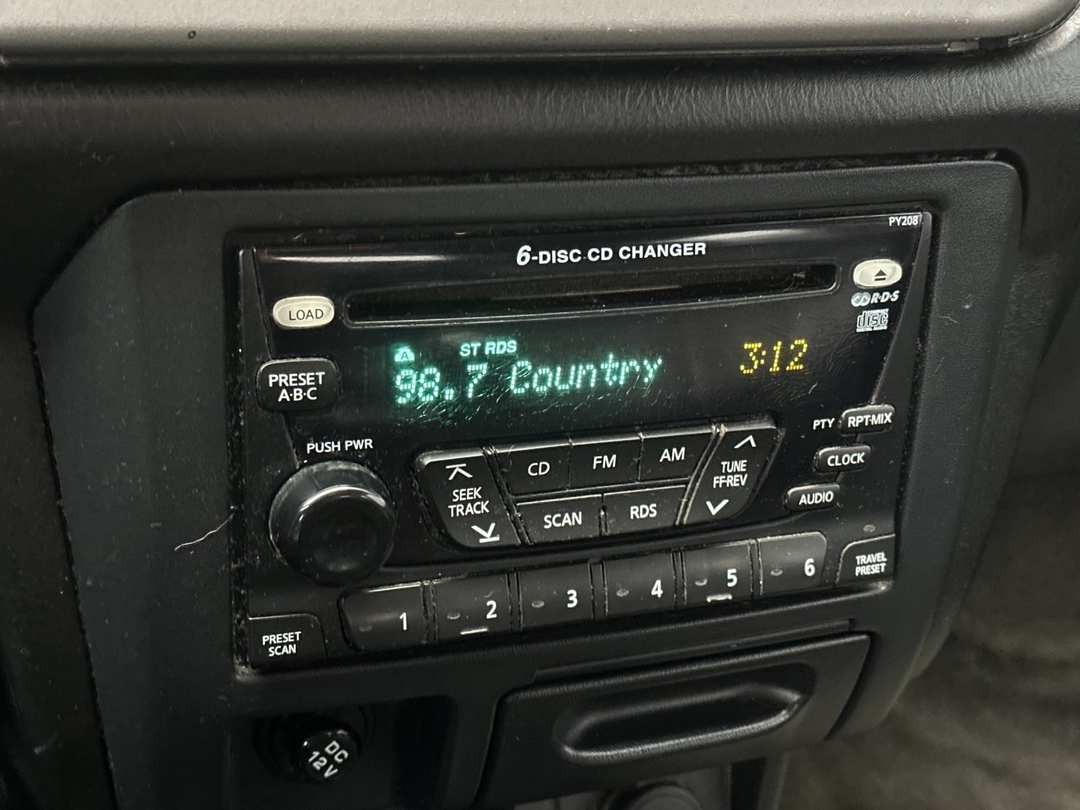 PY208
6-DISC CD CHANGER
LOAD
R·D·S
disc
ST RDS
A
98.7 Country
3:12
PRESET
A·B·C
PUSH PWR
SEEK
TRACK
CD
FM
AM
SCAN
RDS
TUNE
FF·REV
PTY
RPT·MIX
CLOCK
AUDIO
1
2
3
4
5
6
TRAVEL
PRESET
PRESET
SCAN
DC
12V